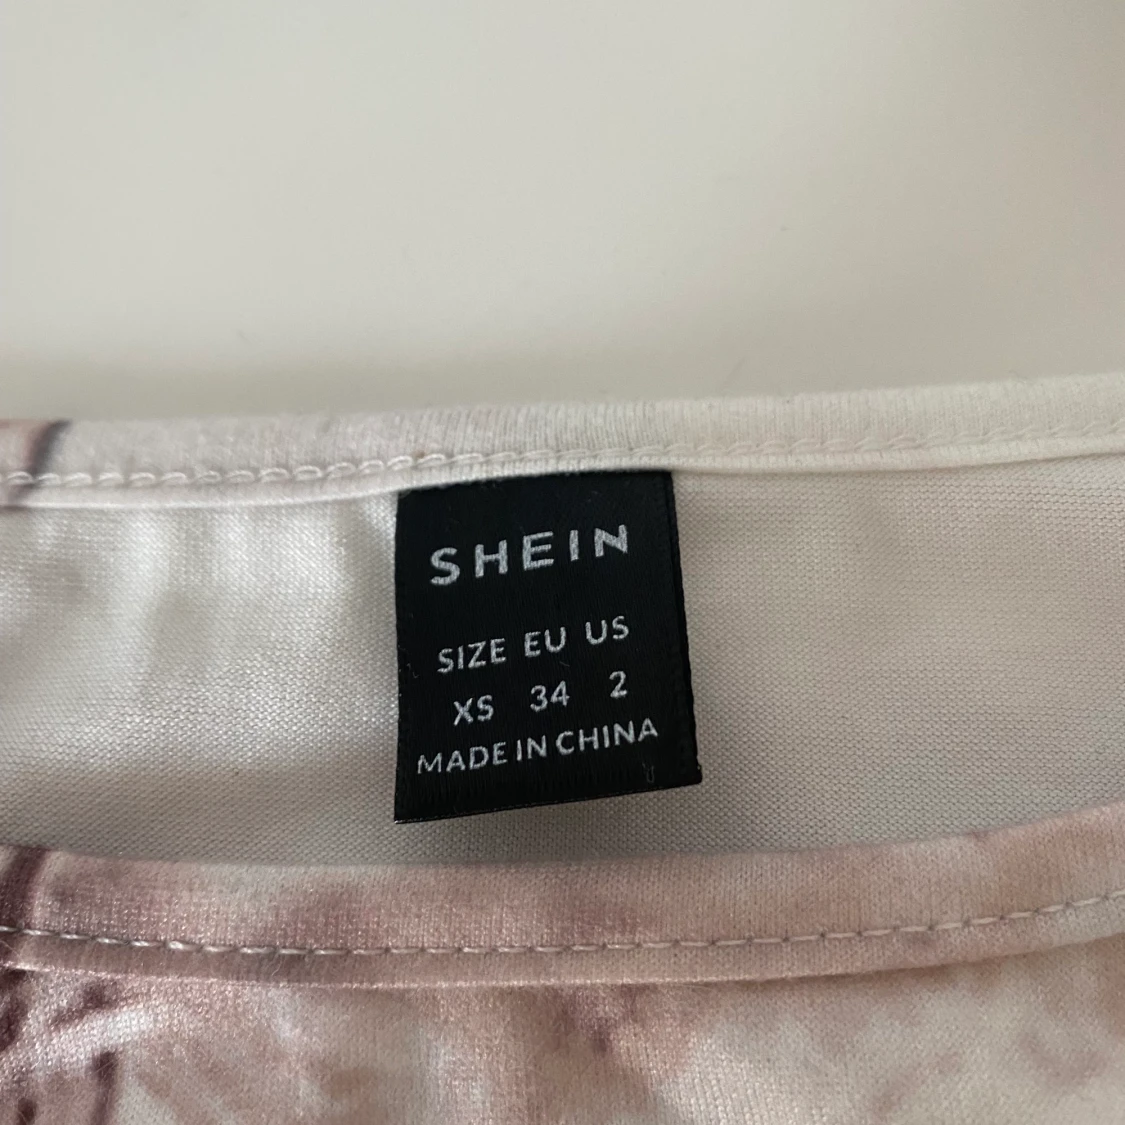 SHEIN
SIZE EU US
XS 34 2
MADE IN CHINA